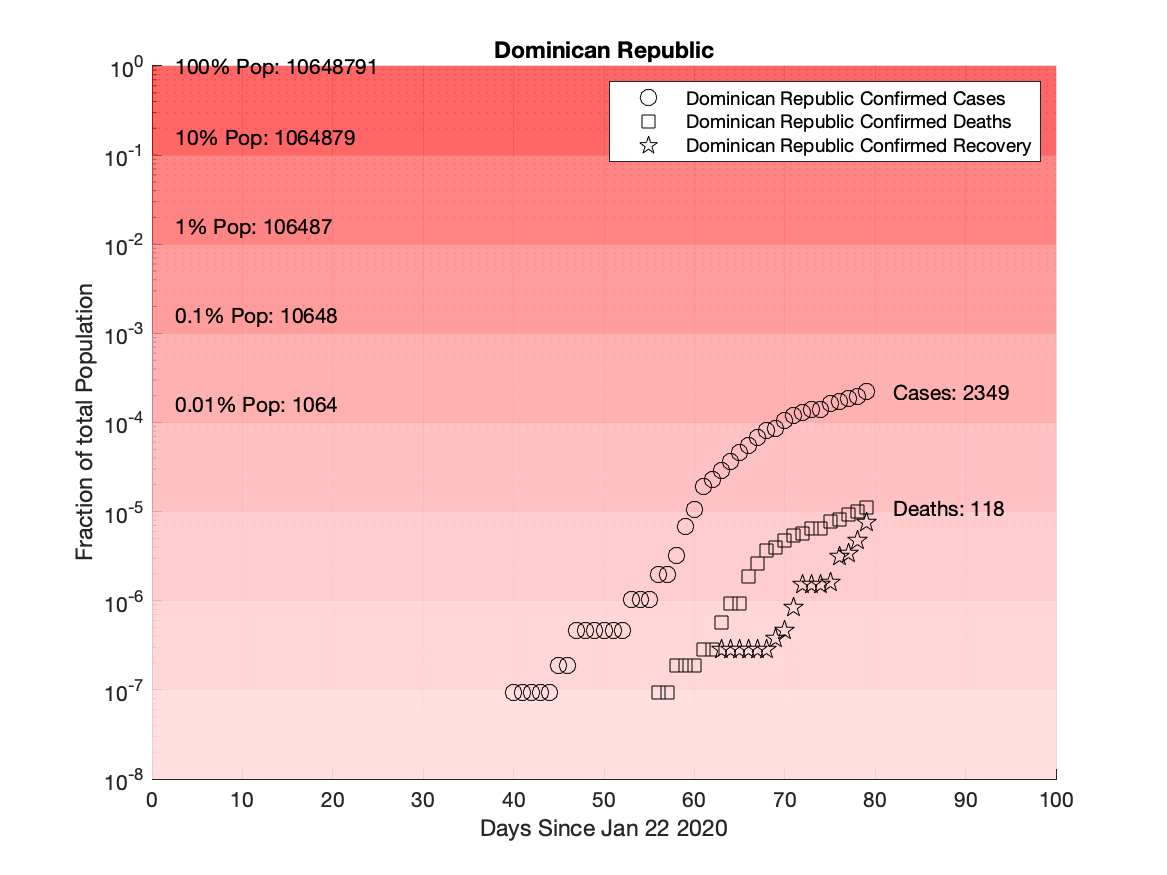 Dominican Republic
10^0
100% Pop: 10648791
Dominican Republic Confirmed Cases
Dominican Republic Confirmed Deaths
Dominican Republic Confirmed Recovery
10% Pop: 1064879
10^-1
1% Pop: 106487
10^-2
0.1% Pop: 10648
10^-3
0.01% Pop: 1064
10^-4
Cases: 2349
10^-5
Deaths: 118
10^-6
10^-7
10^-8
Fraction of total Population
0 10 20 30 40 50 60 70 80 90 100
Days Since Jan 22 2020